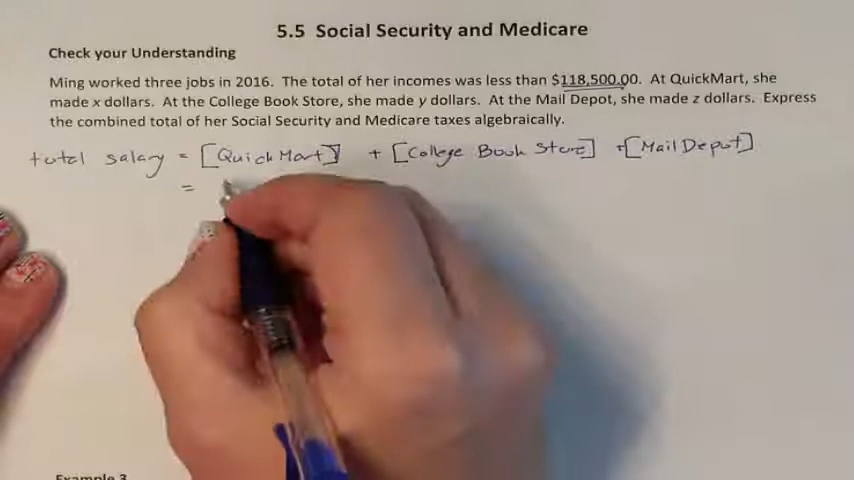 5.5 Social Security and Medicare
Check your Understanding
Ming worked three jobs in 2016. The total of her incomes was less than $118,500.00. At QuickMart, she
made x dollars. At the College Book Store, she made y dollars. At the Mail Depot, she made z dollars. Express
the combined total of her Social Security and Medicare taxes algebraically.
total salary = [QuickMart] + [College Book Store] + [Mail Depot]
=
Example 3